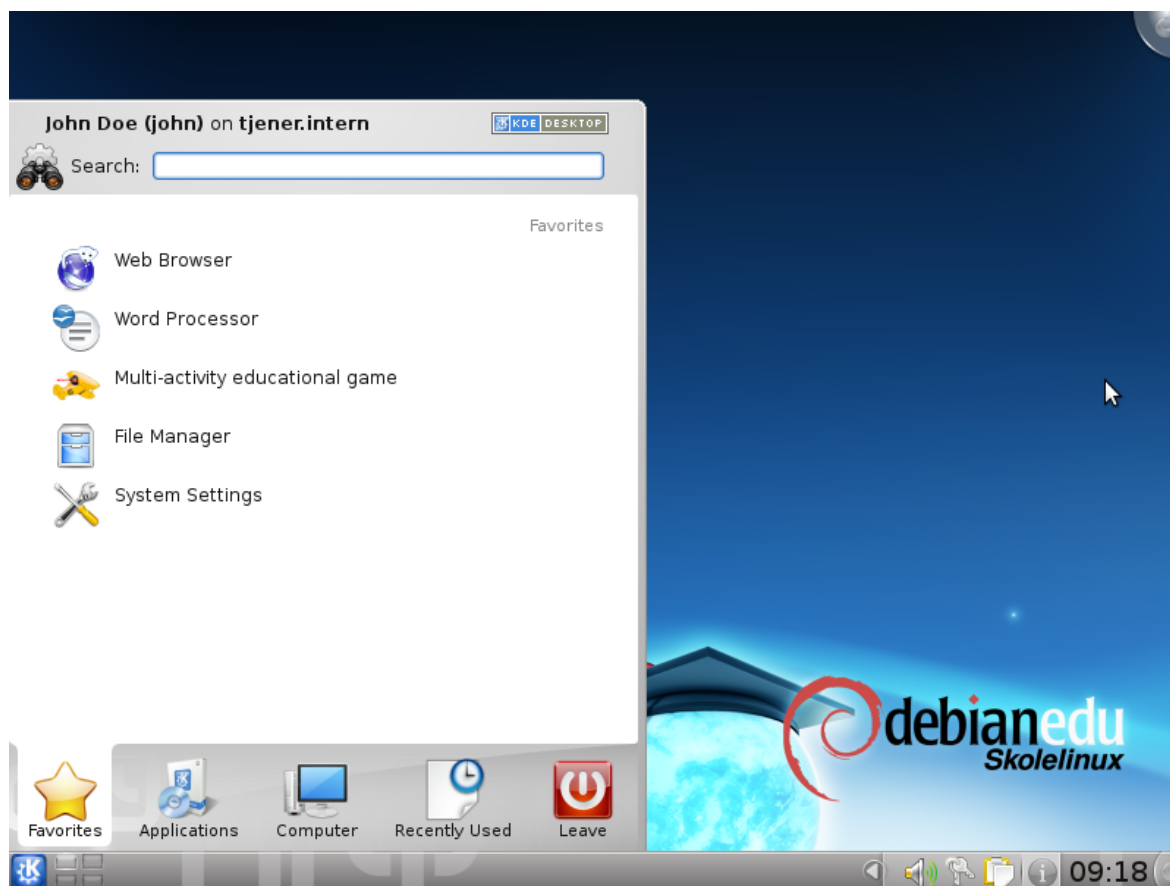 John Doe (john) on tjener.intern
KDE DESKTOP
Search:
Favorites
Web Browser
Word Processor
Multi-activity educational game
File Manager
System Settings
Favorites
Applications
Computer
Recently Used
Leave
debianedu
Skolelinux
09:18